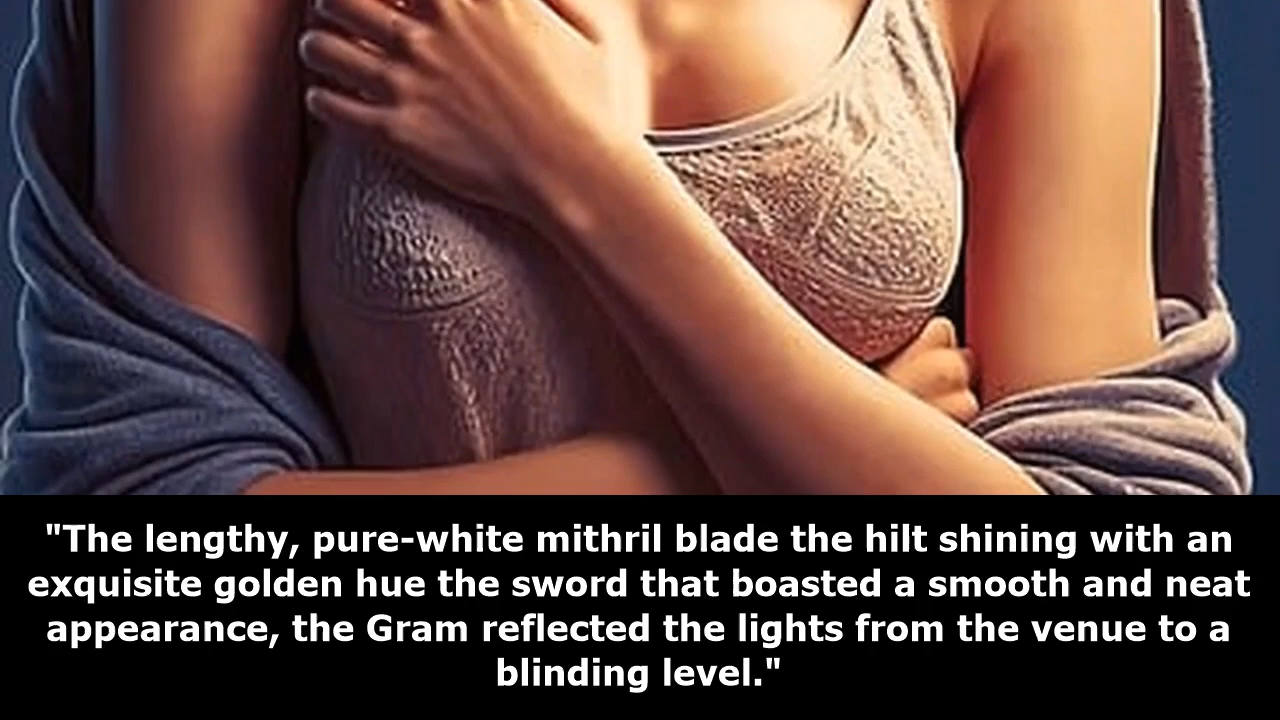 "The lengthy, pure-white mithril blade the hilt shining with an
exquisite golden hue the sword that boasted a smooth and neat
appearance, the Gram reflected the lights from the venue to a
blinding level."